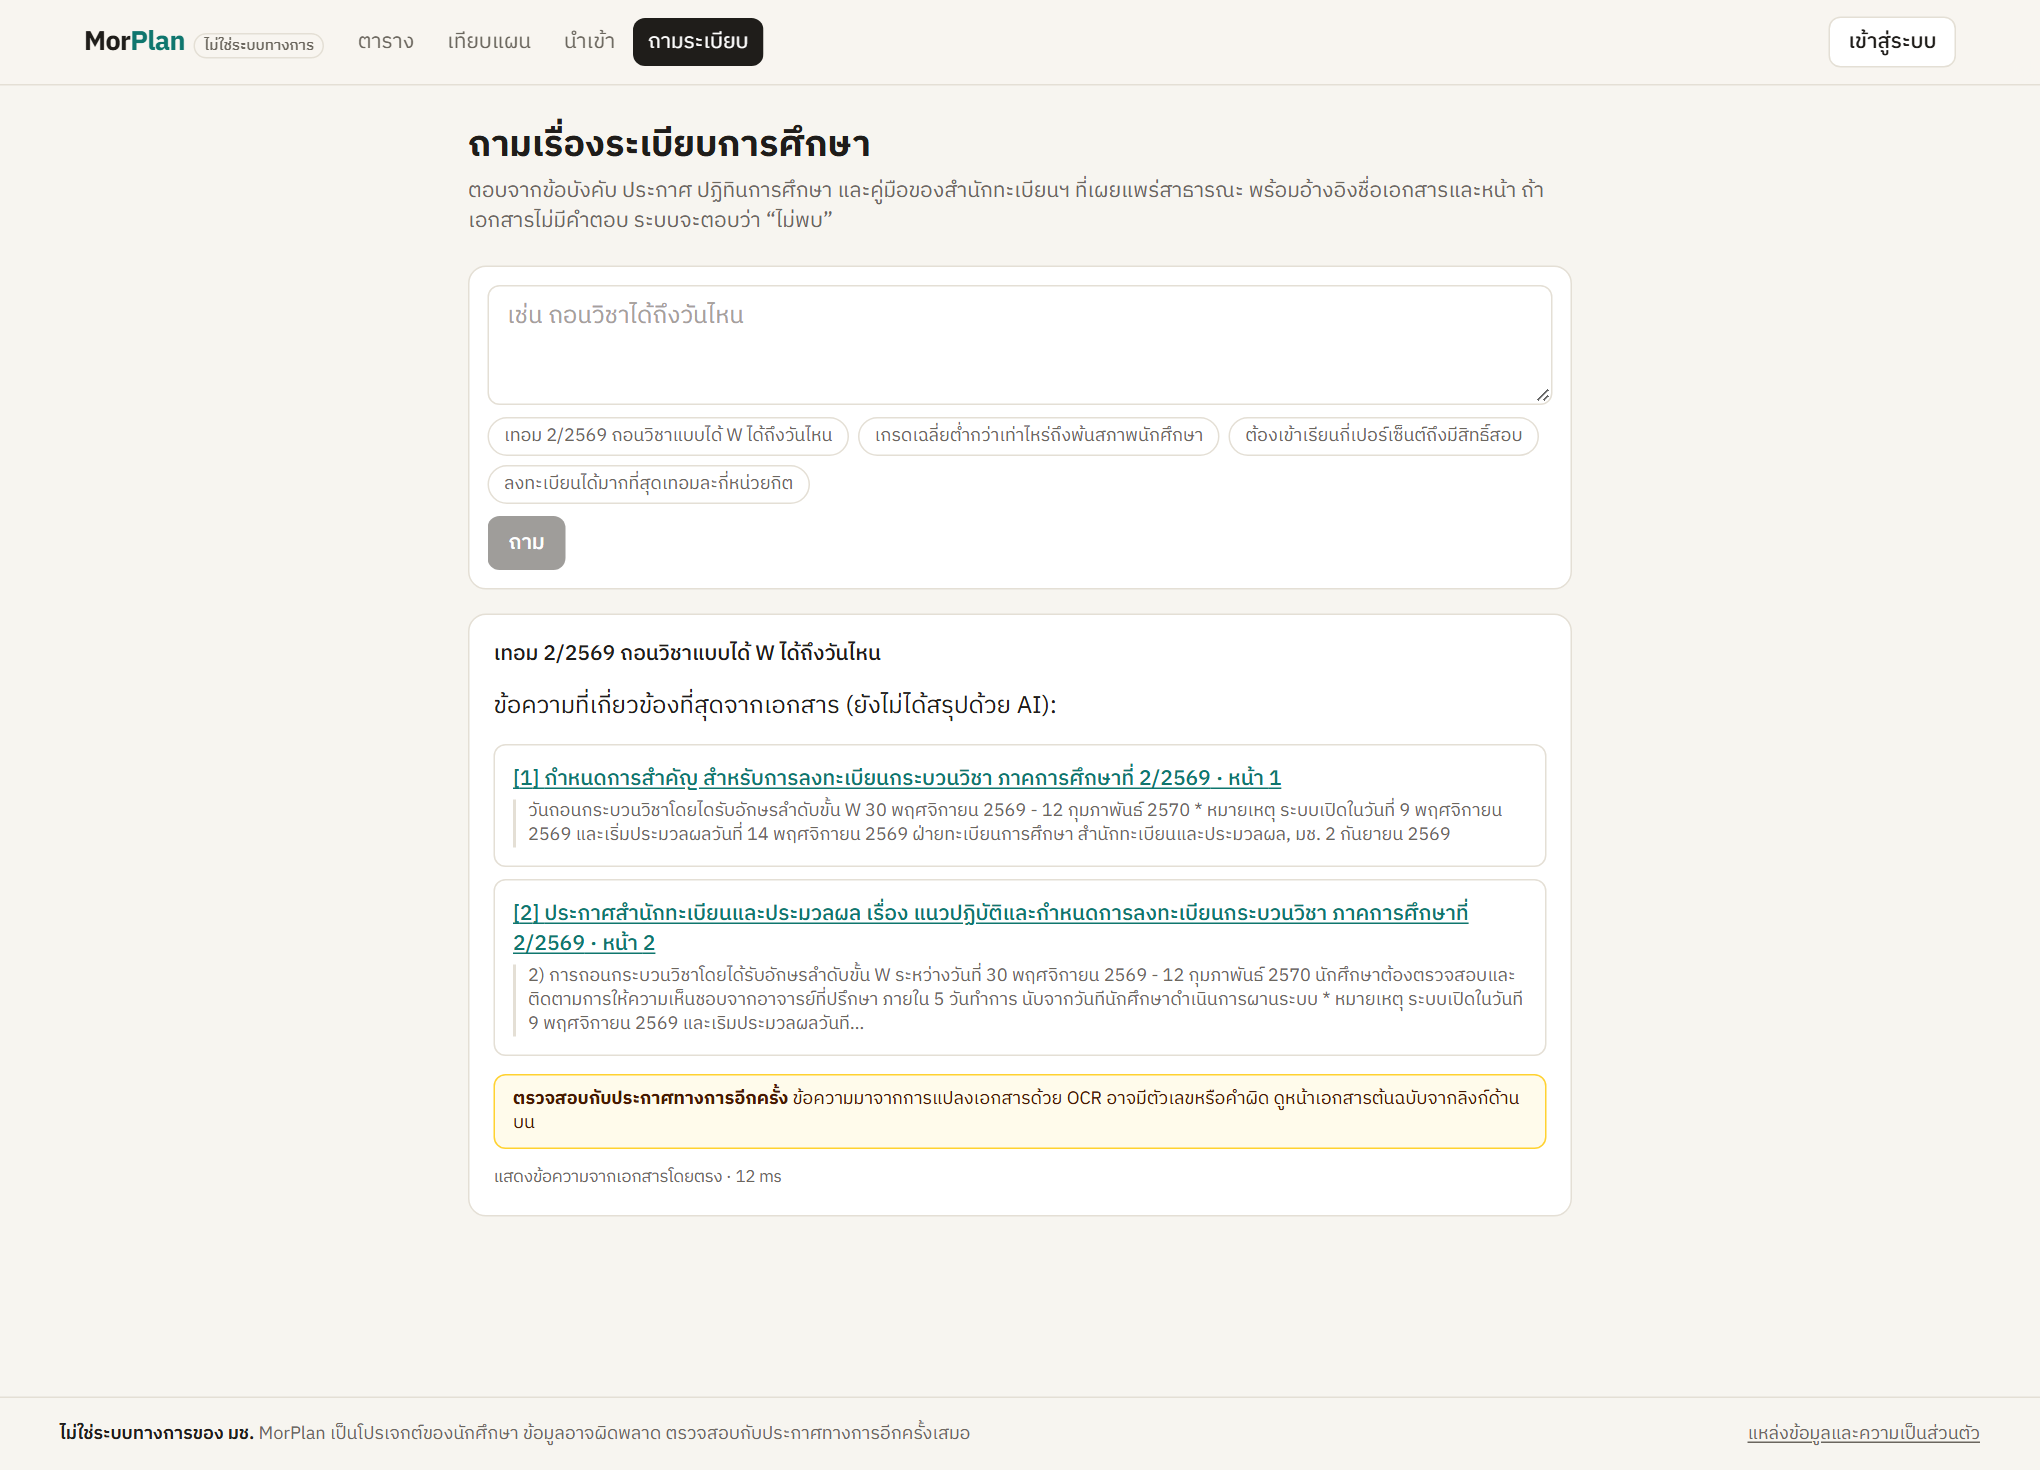 MorPlan ไม่ใช่ระบบทางการ ตาราง เทียบแผน นำเข้า ถามระเบียบ เข้าสู่ระบบ
ถามเรื่องระเบียบการศึกษา
ตอบจากข้อบังคับ ประกาศ ปฏิทินการศึกษา และคู่มือของสำนักทะเบียนฯ ที่เผยแพร่สาธารณะ พร้อมอ้างอิงชื่อเอกสารและหน้า ถ้า
เอกสารไม่มีคำตอบ ระบบจะตอบว่า “ไม่พบ”
เช่น ถอนวิชาได้ถึงวันไหน
เทอม 2/2569 ถอนวิชาแบบได้ W ได้ถึงวันไหน เกรดเฉลี่ยต่ำกว่าเท่าไหร่ถึงพ้นสภาพนักศึกษา ต้องเข้าเรียนกี่เปอร์เซ็นต์ถึงมีสิทธิ์สอบ
ลงทะเบียนได้มากที่สุดเทอมละกี่หน่วยกิต
ถาม
เทอม 2/2569 ถอนวิชาแบบได้ W ได้ถึงวันไหน
ข้อความที่เกี่ยวข้องที่สุดจากเอกสาร (ยังไม่ได้สรุปด้วย AI):
[1] กำหนดการสำคัญ สำหรับการลงทะเบียนกระบวนวิชา ภาคการศึกษาที่ 2/2569 · หน้า 1
วันถอนกระบวนวิชาโดยไดรับอักษรลำดับขั้น W 30 พฤศจิกายน 2569 - 12 กุมภาพันธ์ 2570 * หมายเหตุ ระบบเปิดในวันที่ 9 พฤศจิกายน
2569 และเริ่มประมวลผลวันที่ 14 พฤศจิกายน 2569 ฝ่ายทะเบียนการศึกษา สำนักทะเบียนและประมวลผล, มช. 2 กันยายน 2569
[2] ประกาศสำนักทะเบียนและประมวลผล เรื่อง แนวปฏิบัติและกำหนดการลงทะเบียนกระบวนวิชา ภาคการศึกษาที่
2/2569 · หน้า 2
2) การถอนกระบวนวิชาโดยได้รับอักษรลำดับขั้น W ระหว่างวันที่ 30 พฤศจิกายน 2569 - 12 กุมภาพันธ์ 2570 นักศึกษาต้องตรวจสอบและ
ติดตามการให้ความเห็นชอบจากอาจารย์ที่ปรึกษา ภายใน 5 วันทำการ นับจากวันทีนักศึกษาดำเนินการผานระบบ * หมายเหตุ ระบบเปิดในวันที
9 พฤศจิกายน 2569 และเริมประมวลผลวันที...
ตรวจสอบกับประกาศทางการอีกครั้ง ข้อความมาจากการแปลงเอกสารด้วย OCR อาจมีตัวเลขหรือคำผิด ดูหน้าเอกสารต้นฉบับจากลิงก์ด้าน
บน
แสดงข้อความจากเอกสารโดยตรง · 12 ms
ไม่ใช่ระบบทางการของ มช. MorPlan เป็นโปรเจกต์ของนักศึกษา ข้อมูลอาจผิดพลาด ตรวจสอบกับประกาศทางการอีกครั้งเสมอ แหล่งข้อมูลและความเป็นส่วนตัว